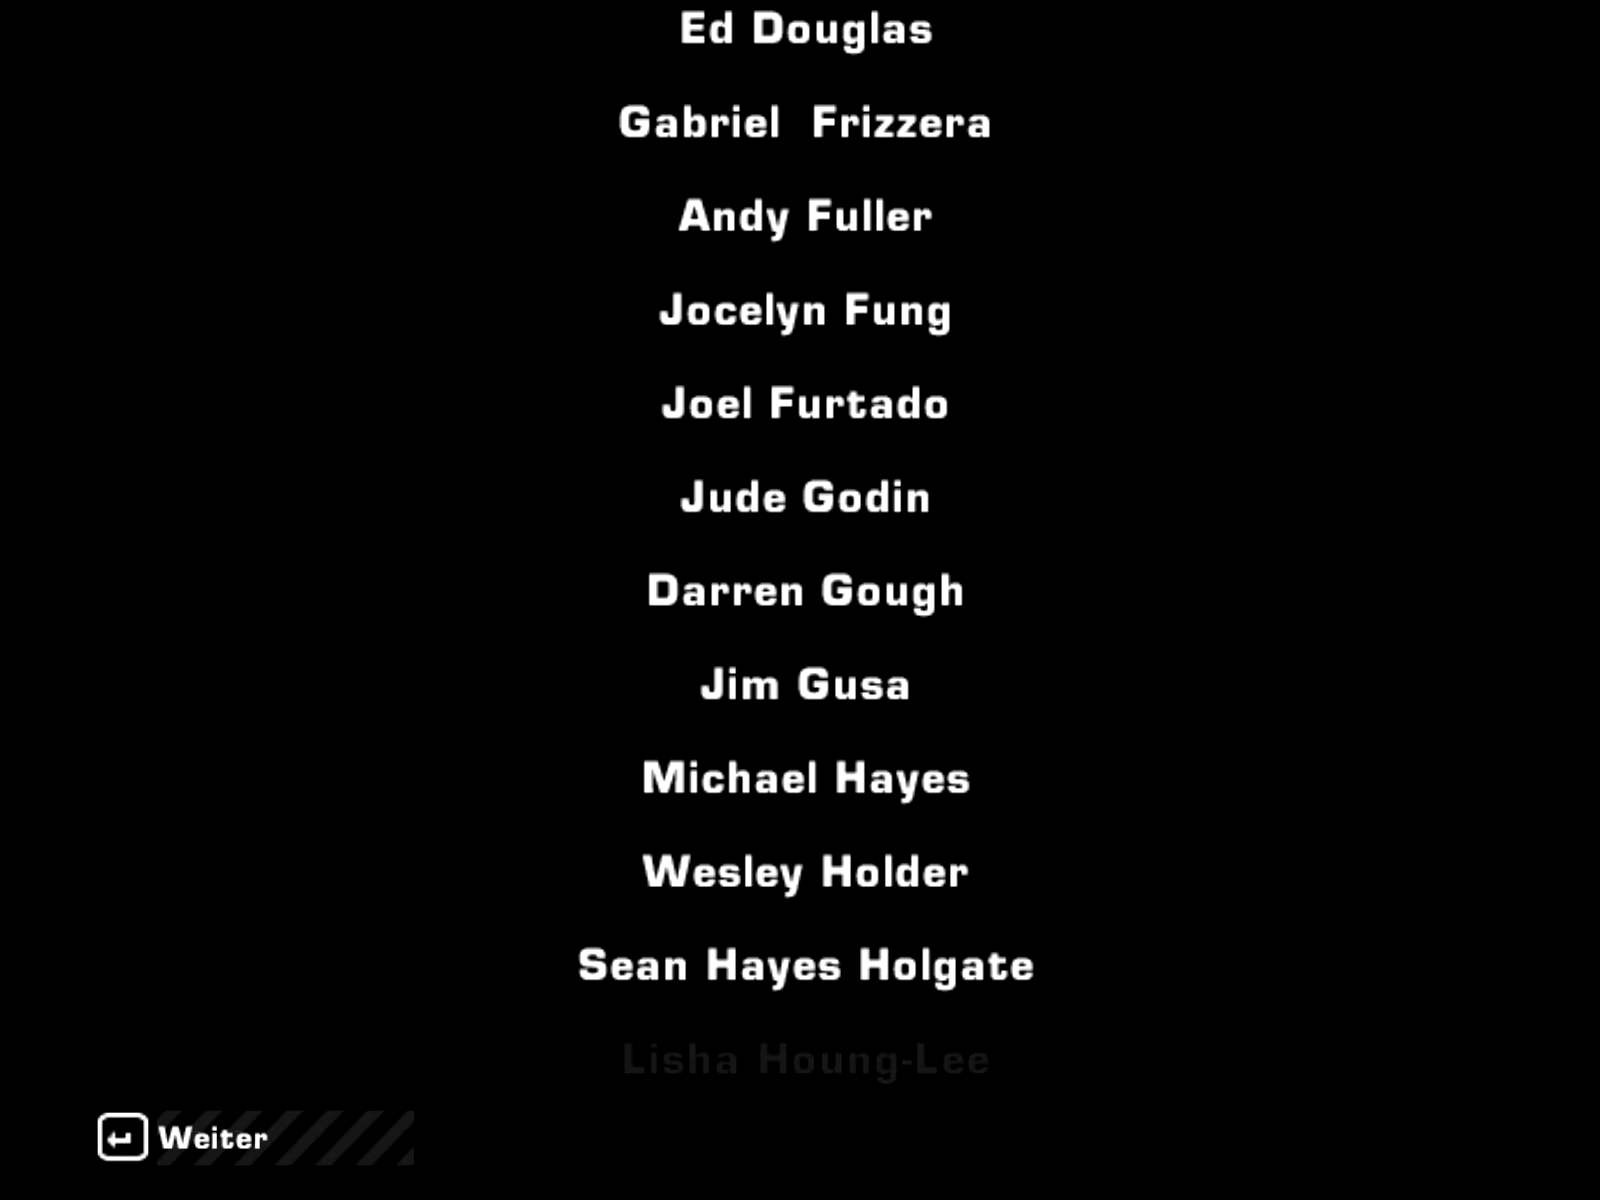 Ed Douglas
Gabriel  Frizzera
Andy Fuller
Jocelyn Fung
Joel Furtado
Jude Godin
Darren Gough
Jim Gusa
Michael Hayes
Wesley Holder
Sean Hayes Holgate
Lisha Houng-Lee
Weiter